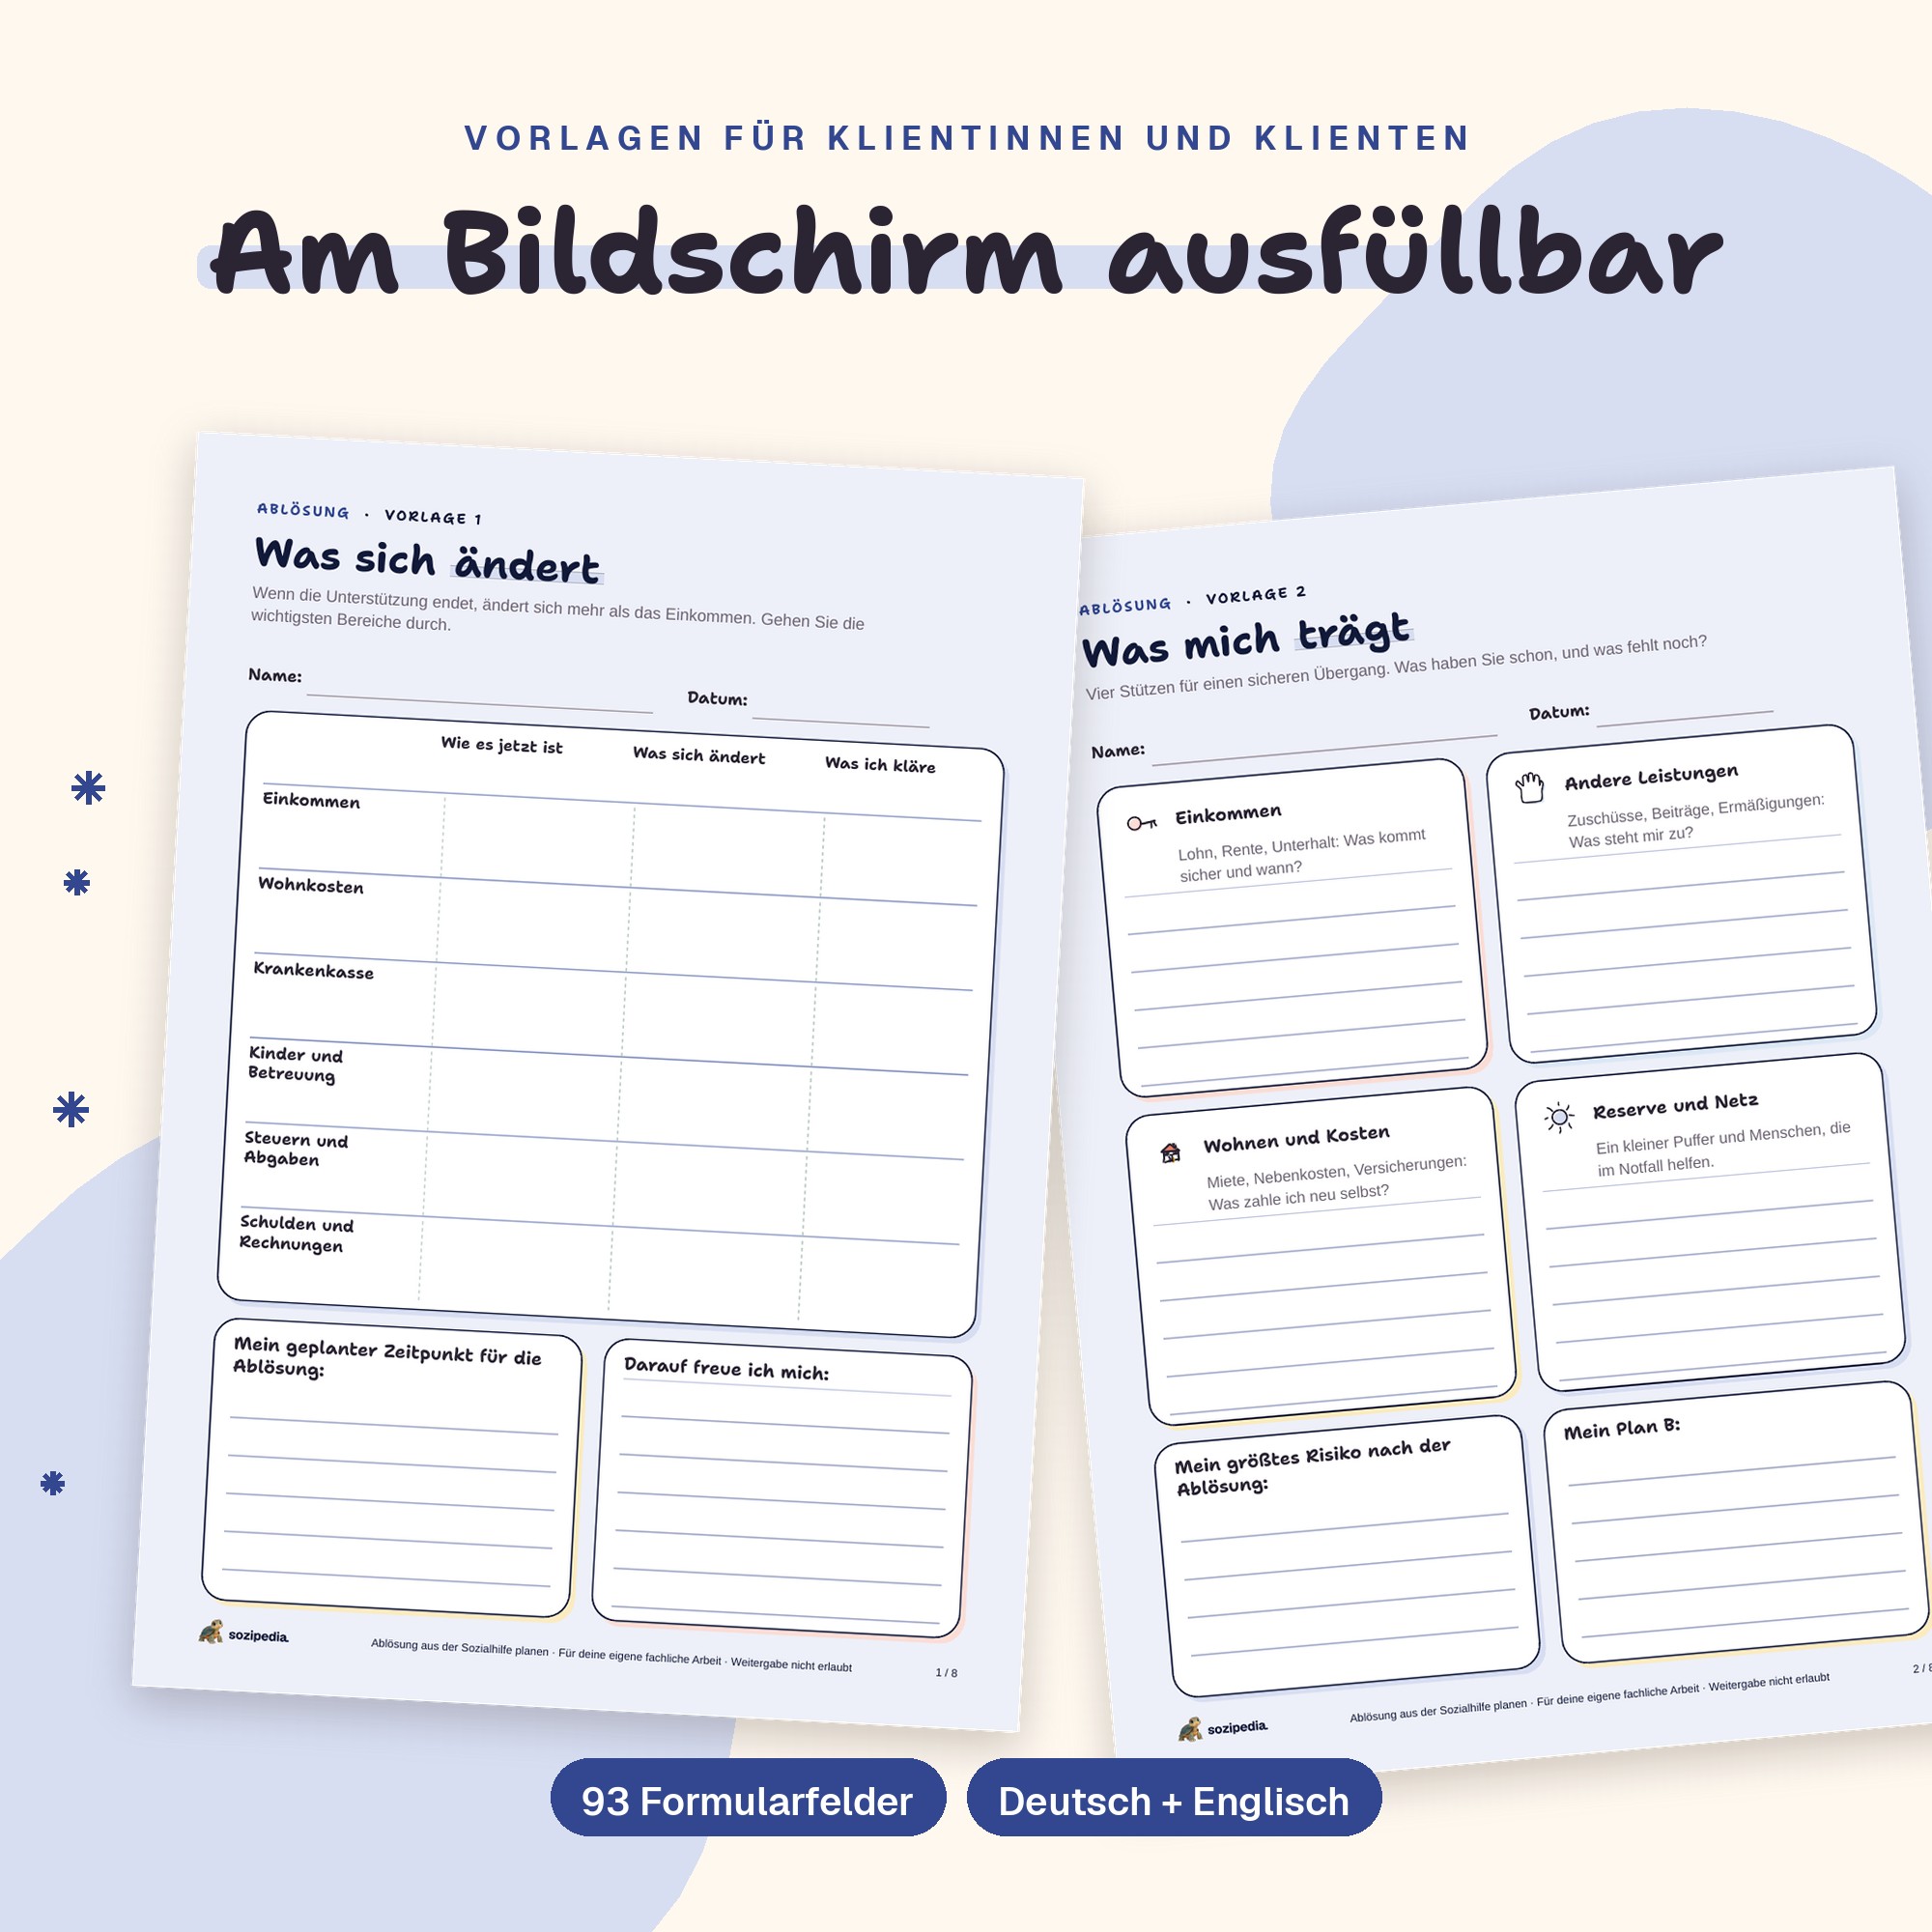 VORLAGEN FÜR KLIENTINNEN UND KLIENTEN
Am Bildschirm ausfüllbar
ABLÖSUNG · VORLAGE 1
Was sich ändert
Wenn die Unterstützung endet, ändert sich mehr als das Einkommen. Gehen Sie die
wichtigsten Bereiche durch.
Name:
Datum:
Wie es jetzt ist
Was sich ändert
Was ich kläre
Einkommen
Wohnkosten
Krankenkasse
Kinder und
Betreuung
Steuern und
Abgaben
Schulden und
Rechnungen
Mein geplanter Zeitpunkt für die
Ablösung:
Darauf freue ich mich:
sozipedia.
Ablösung aus der Sozialhilfe planen · Für deine eigene fachliche Arbeit · Weitergabe nicht erlaubt
1 / 8
ABLÖSUNG · VORLAGE 2
Was mich trägt
Vier Stützen für einen sicheren Übergang. Was haben Sie schon, und was fehlt noch?
Name:
Datum:
Einkommen
Lohn, Rente, Unterhalt: Was kommt
sicher und wann?
Andere Leistungen
Zuschüsse, Beiträge, Ermäßigungen:
Was steht mir zu?
Wohnen und Kosten
Miete, Nebenkosten, Versicherungen:
Was zahle ich neu selbst?
Reserve und Netz
Ein kleiner Puffer und Menschen, die
im Notfall helfen.
Mein größtes Risiko nach der
Ablösung:
Mein Plan B:
sozipedia.
Ablösung aus der Sozialhilfe planen · Für deine eigene fachliche Arbeit · Weitergabe nicht erlaubt
2 / 8
93 Formularfelder
Deutsch + Englisch